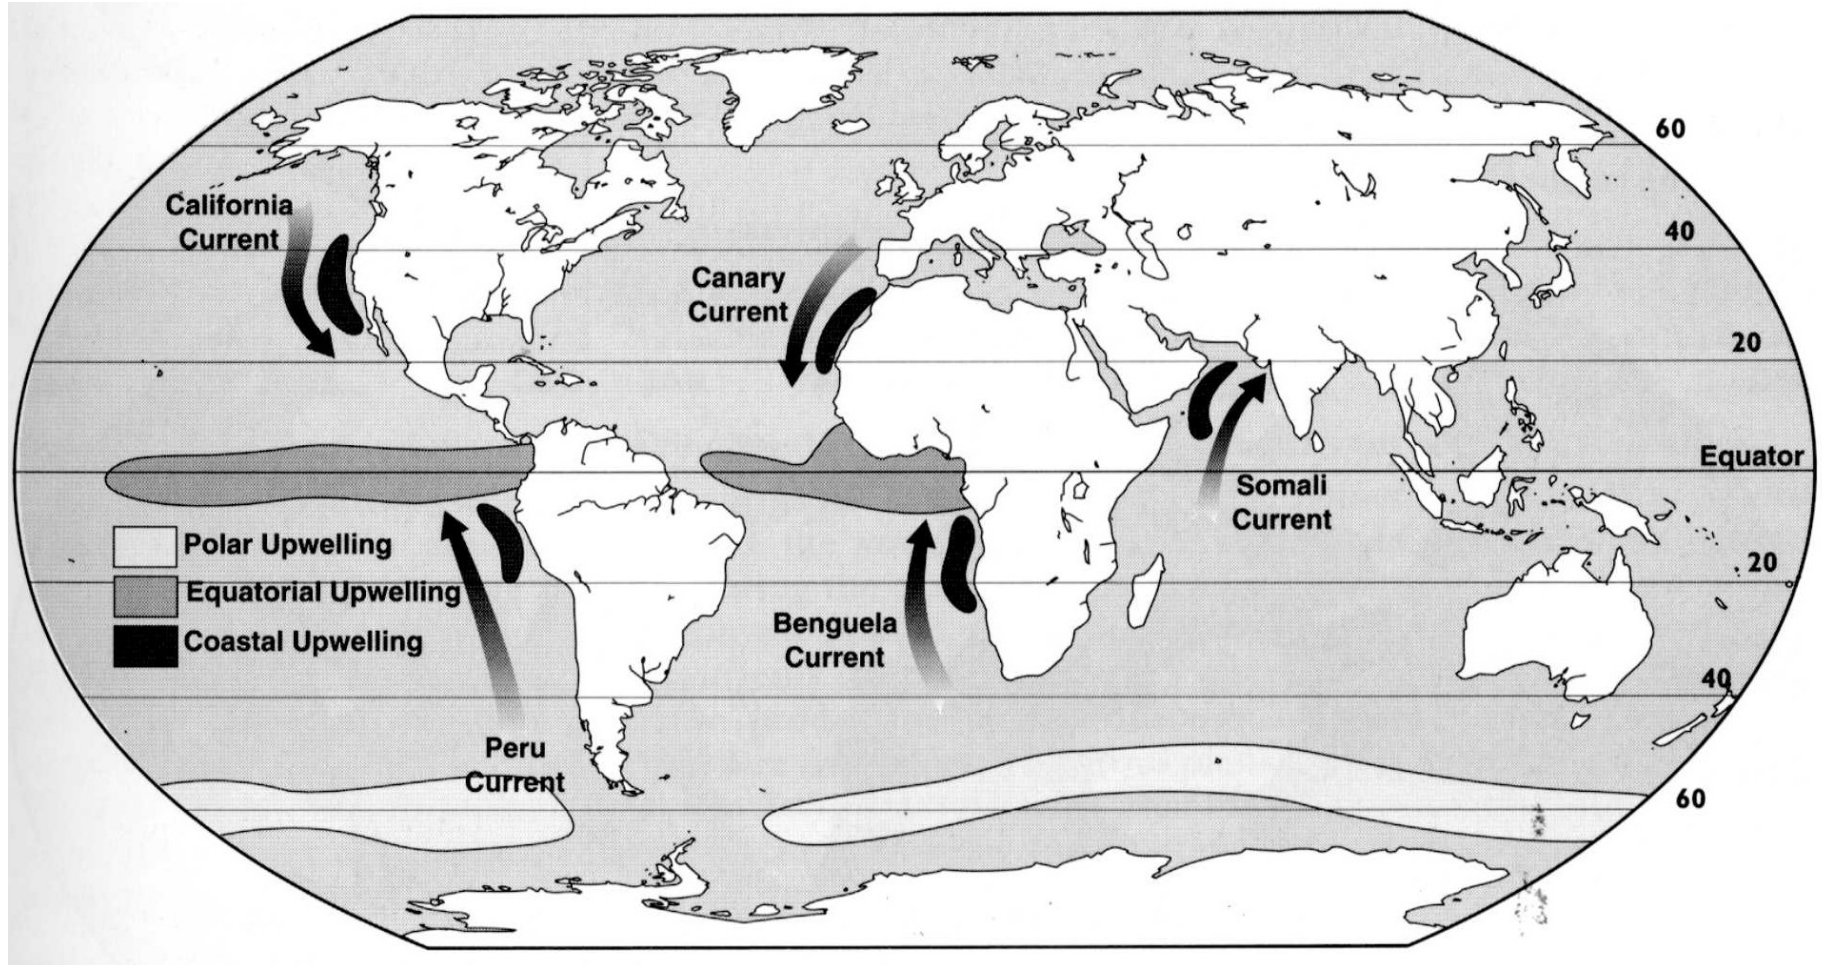 60
California
Current
40
Canary
Current
20
Equator
Somali
Current
Polar Upwelling
Equatorial Upwelling
Coastal Upwelling
20
Benguela
Current
40
Peru
Current
60